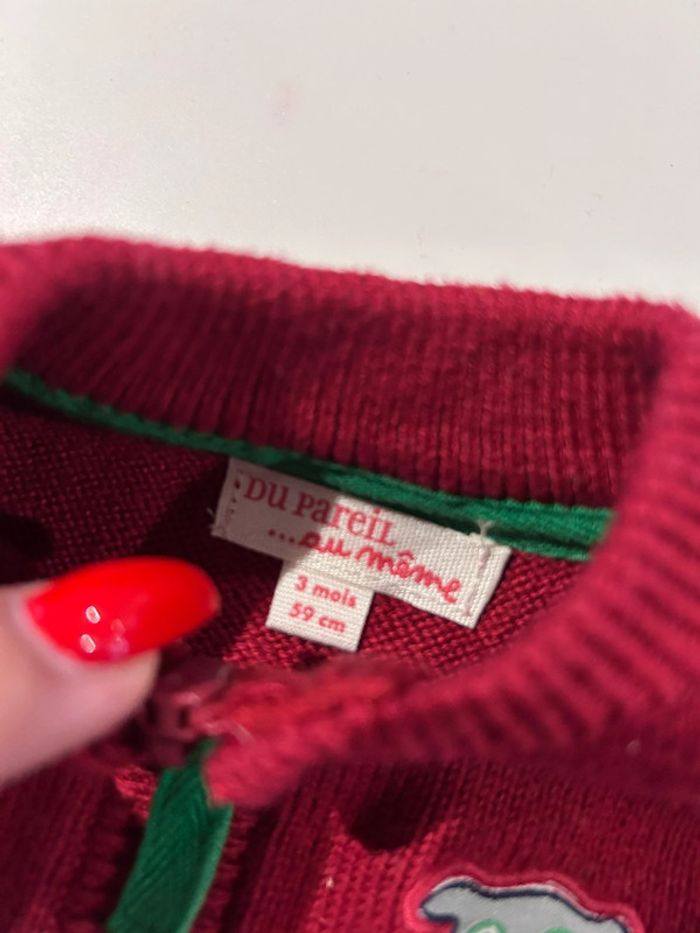 DU PAREIL
...au même
3 mois
59 cm